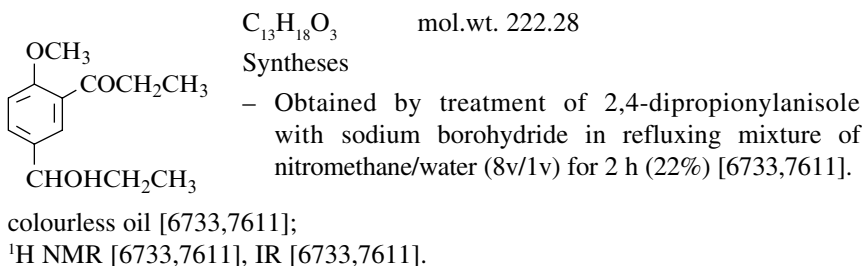 C₁₃H₁₈O₃ mol.wt. 222.28
Syntheses
OCH₃
COCH₂CH₃
CHOHCH₂CH₃
– Obtained by treatment of 2,4-dipropionylanisole
with sodium borohydride in refluxing mixture of
nitromethane/water (8v/1v) for 2 h (22%) [6733,7611].
colourless oil [6733,7611];
¹H NMR [6733,7611], IR [6733,7611].